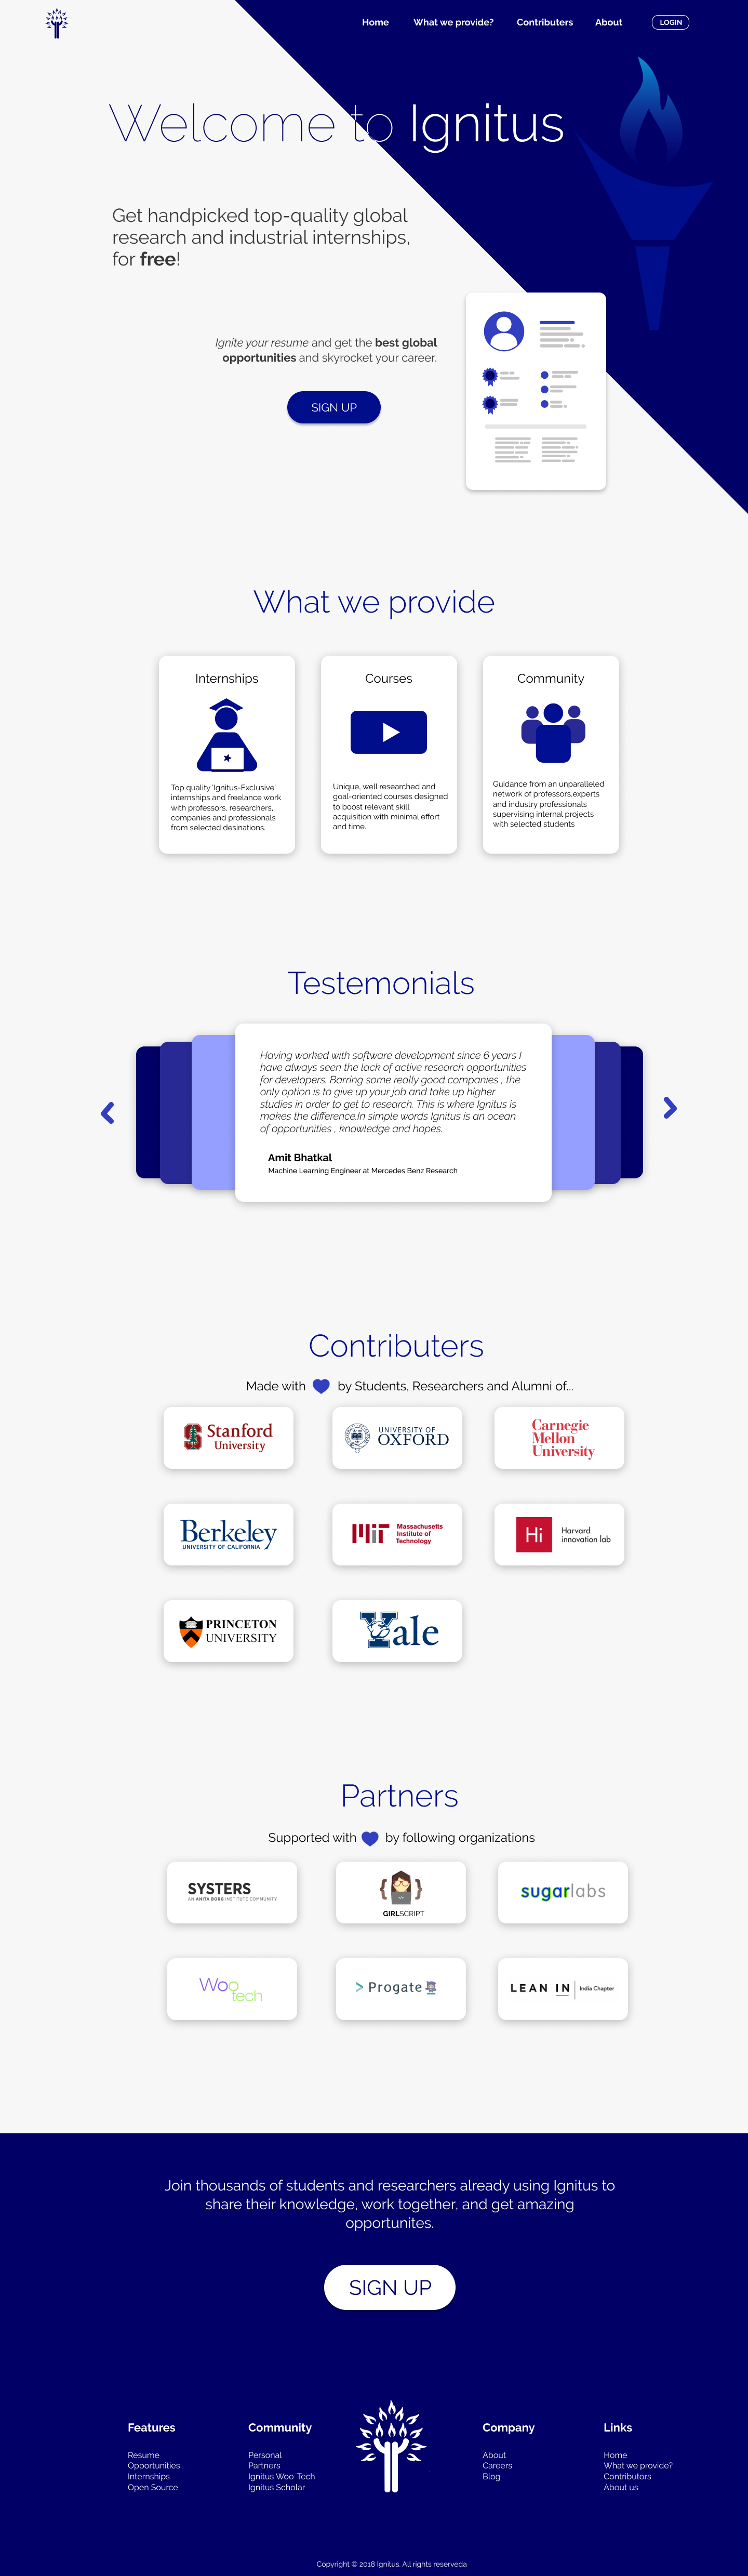 Home What we provide? Contributers About LOGIN
Welcome to Ignitus
Get handpicked top-quality global
research and industrial internships,
for free!
Ignite your resume and get the best global
opportunities and skyrocket your career.
SIGN UP
What we provide
Internships
Top quality 'Ignitus-Exclusive'
internships and freelance work
with professors, researchers,
companies and professionals
from selected desinations.
Courses
Unique, well researched and
goal-oriented courses designed
to boost relevant skill
acquisition with minimal effort
and time.
Community
Guidance from an unparalleled
network of professors,experts
and industry professionals
supervising internal projects
with selected students
Testemonials
Having worked with software development since 6 years I
have always seen the lack of active research opportunities
for developers. Barring some really good companies , the
only option is to give up your job and take up higher
studies in order to get to research. This is where Ignitus is
makes the difference.In simple words Ignitus is an ocean
of opportunities , knowledge and hopes.
Amit Bhatkal
Machine Learning Engineer at Mercedes Benz Research
Contributers
Made with by Students, Researchers and Alumni of...
Stanford
University
UNIVERSITY OF
OXFORD
Carnegie
Mellon
University
Berkeley
UNIVERSITY OF CALIFORNIA
MIT
Massachusetts
Institute of
Technology
Hi
Harvard
innovation lab
PRINCETON
UNIVERSITY
Yale
Partners
Supported with by following organizations
SYSTERS
AN ANITA BORG INSTITUTE COMMUNITY
{ }
GIRLSCRIPT
sugarlabs
Woo
tech
> Progate
LEAN IN India Chapter
Join thousands of students and researchers already using Ignitus to
share their knowledge, work together, and get amazing
opportunites.
SIGN UP
Features
Resume
Opportunities
Internships
Open Source
Community
Personal
Partners
Ignitus Woo-Tech
Ignitus Scholar
Company
About
Careers
Blog
Links
Home
What we provide?
Contributors
About us
Copyright © 2018 Ignitus. All rights reserveda